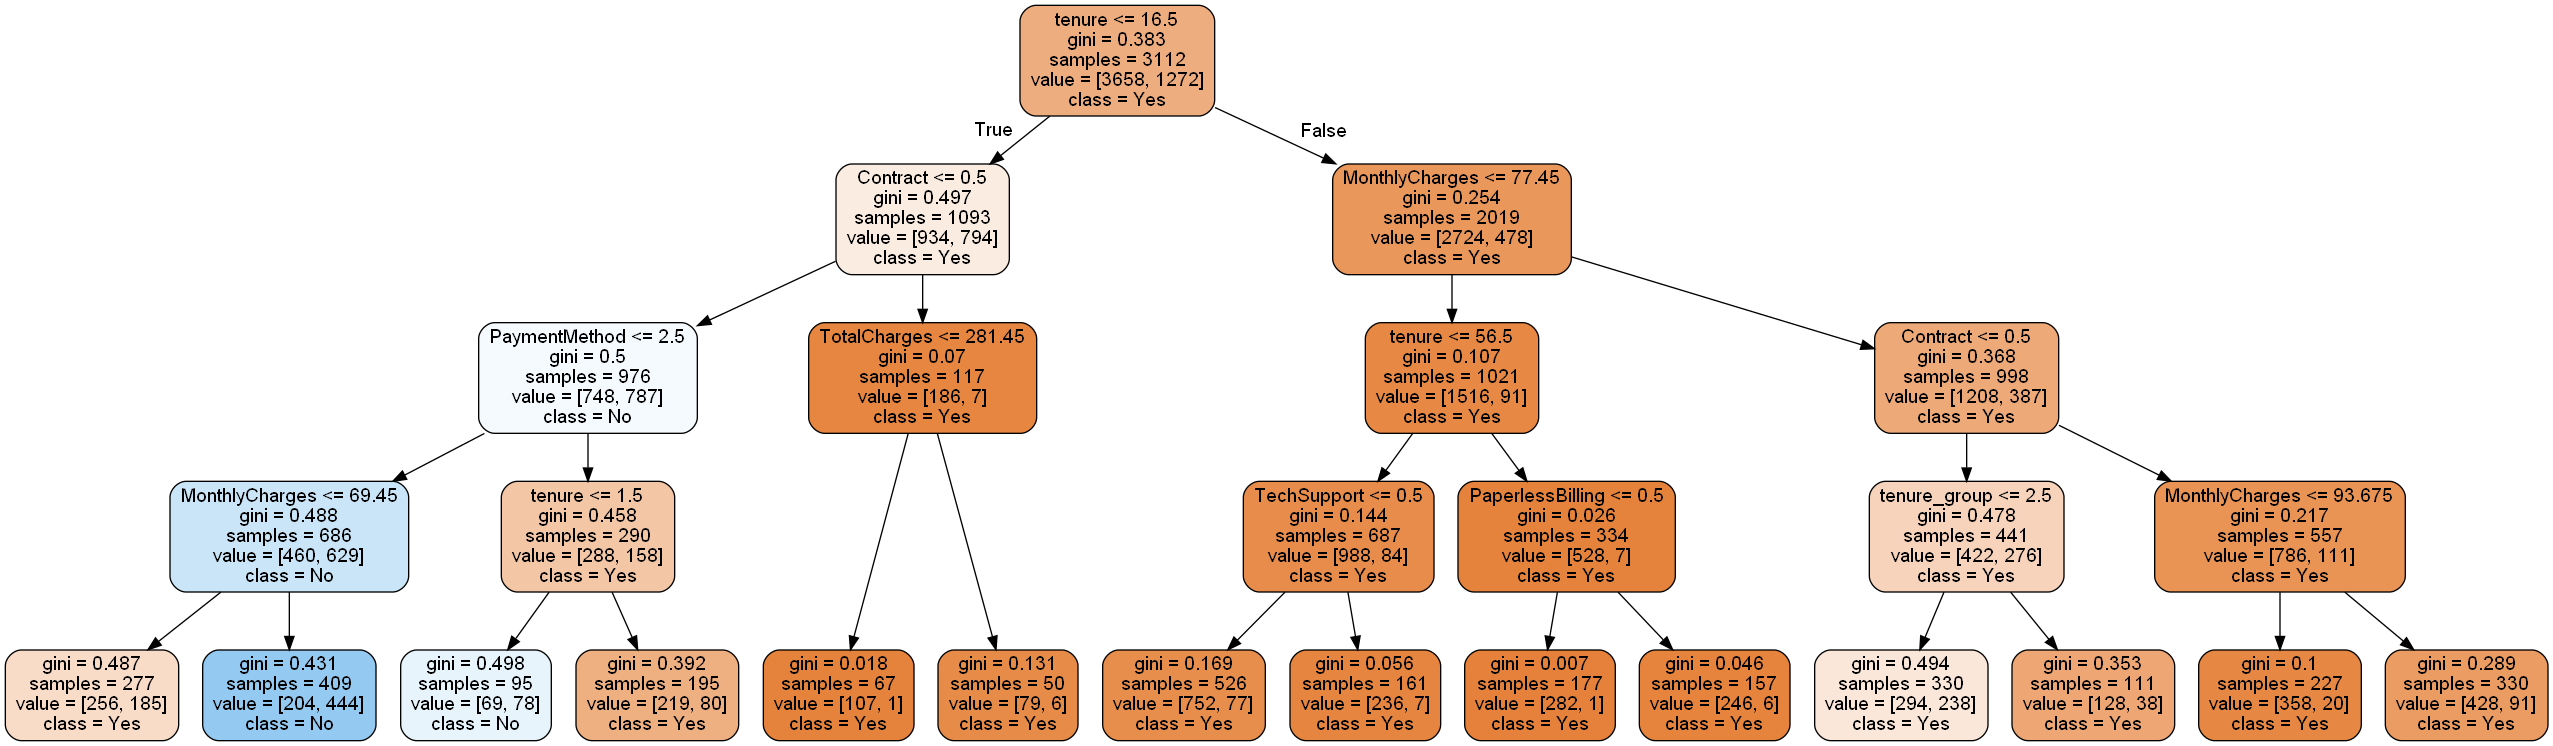 tenure <= 16.5
gini = 0.383
samples = 3112
value = [3658, 1272]
class = Yes
True
False
Contract <= 0.5
gini = 0.497
samples = 1093
value = [934, 794]
class = Yes
MonthlyCharges <= 77.45
gini = 0.254
samples = 2019
value = [2724, 478]
class = Yes
PaymentMethod <= 2.5
gini = 0.5
samples = 976
value = [748, 787]
class = No
TotalCharges <= 281.45
gini = 0.07
samples = 117
value = [186, 7]
class = Yes
tenure <= 56.5
gini = 0.107
samples = 1021
value = [1516, 91]
class = Yes
Contract <= 0.5
gini = 0.368
samples = 998
value = [1208, 387]
class = Yes
MonthlyCharges <= 69.45
gini = 0.488
samples = 686
value = [460, 629]
class = No
tenure <= 1.5
gini = 0.458
samples = 290
value = [288, 158]
class = Yes
TechSupport <= 0.5
gini = 0.144
samples = 687
value = [988, 84]
class = Yes
PaperlessBilling <= 0.5
gini = 0.026
samples = 334
value = [528, 7]
class = Yes
tenure_group <= 2.5
gini = 0.478
samples = 441
value = [422, 276]
class = Yes
MonthlyCharges <= 93.675
gini = 0.217
samples = 557
value = [786, 111]
class = Yes
gini = 0.487
samples = 277
value = [256, 185]
class = Yes
gini = 0.431
samples = 409
value = [204, 444]
class = No
gini = 0.498
samples = 95
value = [69, 78]
class = No
gini = 0.392
samples = 195
value = [219, 80]
class = Yes
gini = 0.018
samples = 67
value = [107, 1]
class = Yes
gini = 0.131
samples = 50
value = [79, 6]
class = Yes
gini = 0.169
samples = 526
value = [752, 77]
class = Yes
gini = 0.056
samples = 161
value = [236, 7]
class = Yes
gini = 0.007
samples = 177
value = [282, 1]
class = Yes
gini = 0.046
samples = 157
value = [246, 6]
class = Yes
gini = 0.494
samples = 330
value = [294, 238]
class = Yes
gini = 0.353
samples = 111
value = [128, 38]
class = Yes
gini = 0.1
samples = 227
value = [358, 20]
class = Yes
gini = 0.289
samples = 330
value = [428, 91]
class = Yes